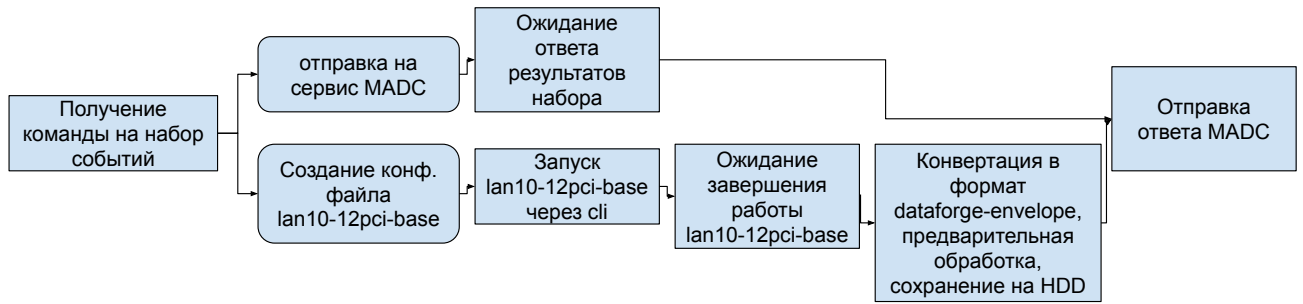 Получение
команды на набор
событий
отправка на
сервис MADC
Ожидание
ответа
результатов
набора
Создание конф.
файла
lan10-12pci-base
Запуск
lan10-12pci-base
через cli
Ожидание
завершения
работы
lan10-12pci-base
Конвертация в
формат
dataforge-envelope,
предварительная
обработка,
сохранение на HDD
Отправка
ответа MADC